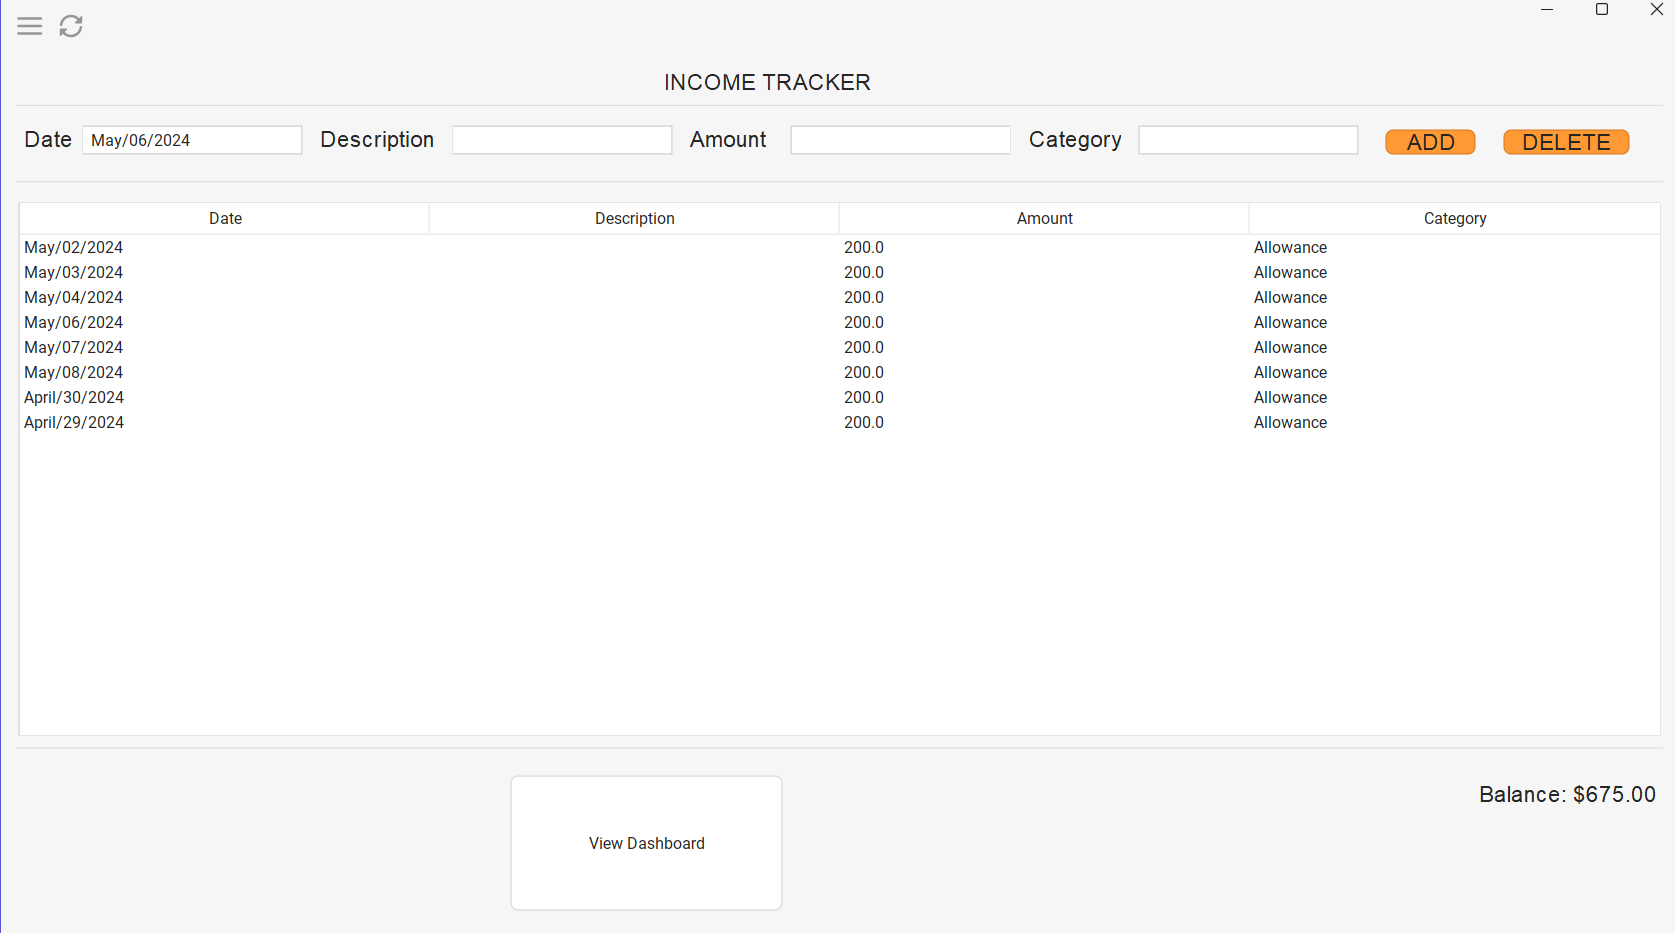 INCOME TRACKER
Date May/06/2024 Description Amount Category ADD DELETE
Date Description Amount Category
May/02/2024 200.0 Allowance
May/03/2024 200.0 Allowance
May/04/2024 200.0 Allowance
May/06/2024 200.0 Allowance
May/07/2024 200.0 Allowance
May/08/2024 200.0 Allowance
April/30/2024 200.0 Allowance
April/29/2024 200.0 Allowance
Balance: $675.00
View Dashboard